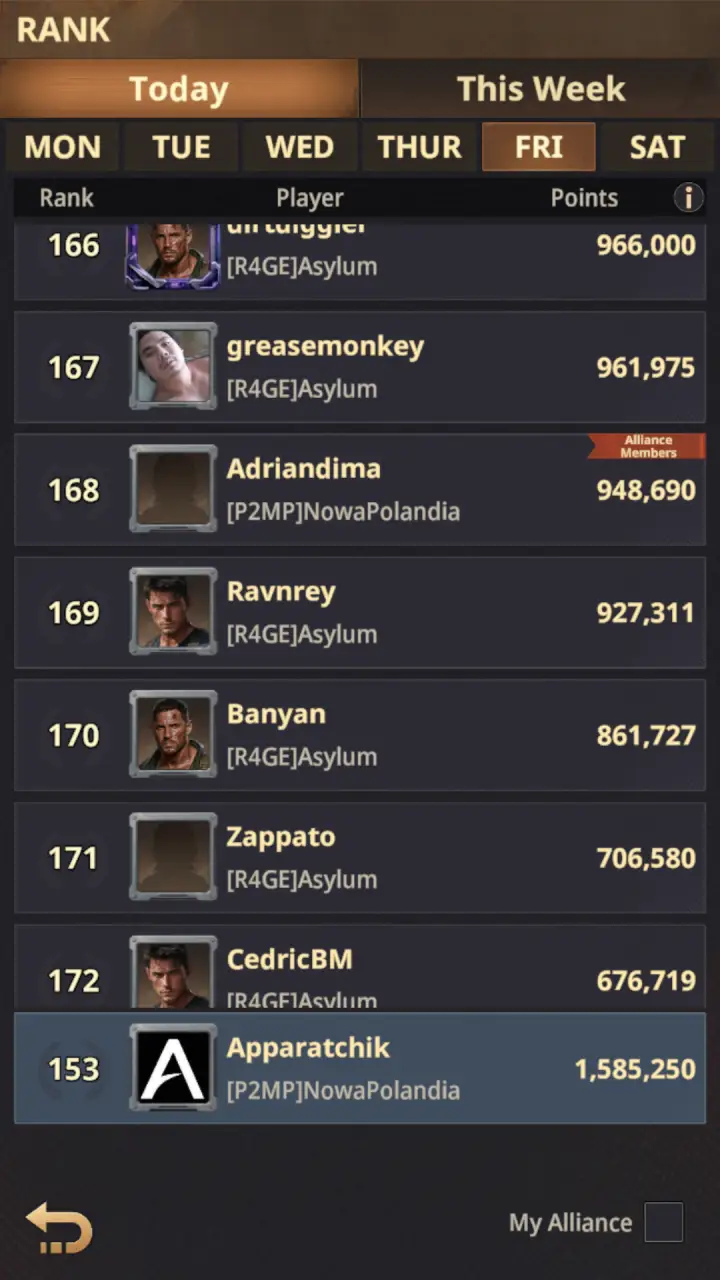 RANK
Today
This Week
MON
TUE
WED
THUR
FRI
SAT
Rank
Player
Points
i
166
dirtdiggler
[R4GE]Asylum
966,000
167
greasemonkey
[R4GE]Asylum
961,975
Alliance
Members
168
Adriandima
[P2MP]NowaPolandia
948,690
169
Ravnrey
[R4GE]Asylum
927,311
170
Banyan
[R4GE]Asylum
861,727
171
Zappato
[R4GE]Asylum
706,580
172
CedricBM
[R4GE]Asylum
676,719
153
A
Apparatchik
[P2MP]NowaPolandia
1,585,250
My Alliance